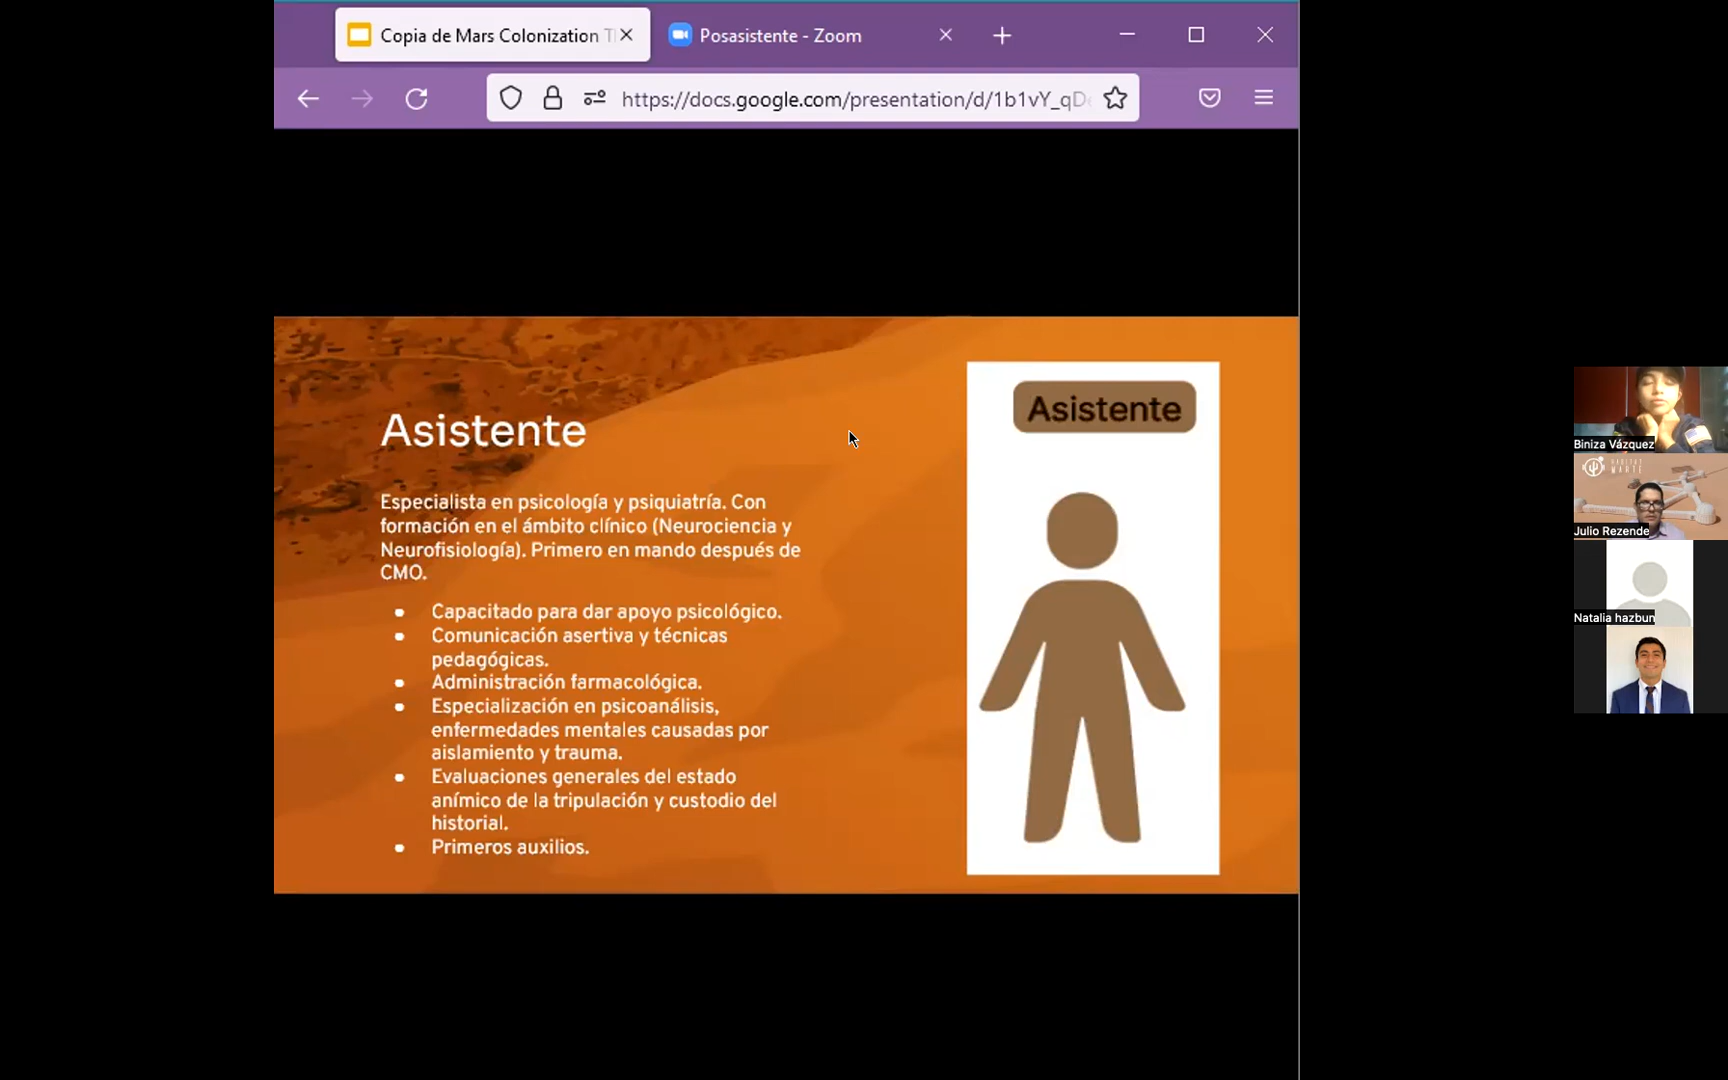 Copia de Mars Colonization T
Posasistente - Zoom
https://docs.google.com/presentation/d/1b1vY_qD
Asistente
Especialista en psicología y psiquiatría. Con
formación en el ámbito clínico (Neurociencia y
Neurofisiología). Primero en mando después de
CMO.
Capacitado para dar apoyo psicológico.
Comunicación asertiva y técnicas
pedagógicas.
Administración farmacológica.
Especialización en psicoanálisis,
enfermedades mentales causadas por
aislamiento y trauma.
Evaluaciones generales del estado
anímico de la tripulación y custodio del
historial.
Primeros auxilios.
Asistente
Biniza Vázquez
HABITAT
MARTE
Julio Rezende
Natalia hazbun